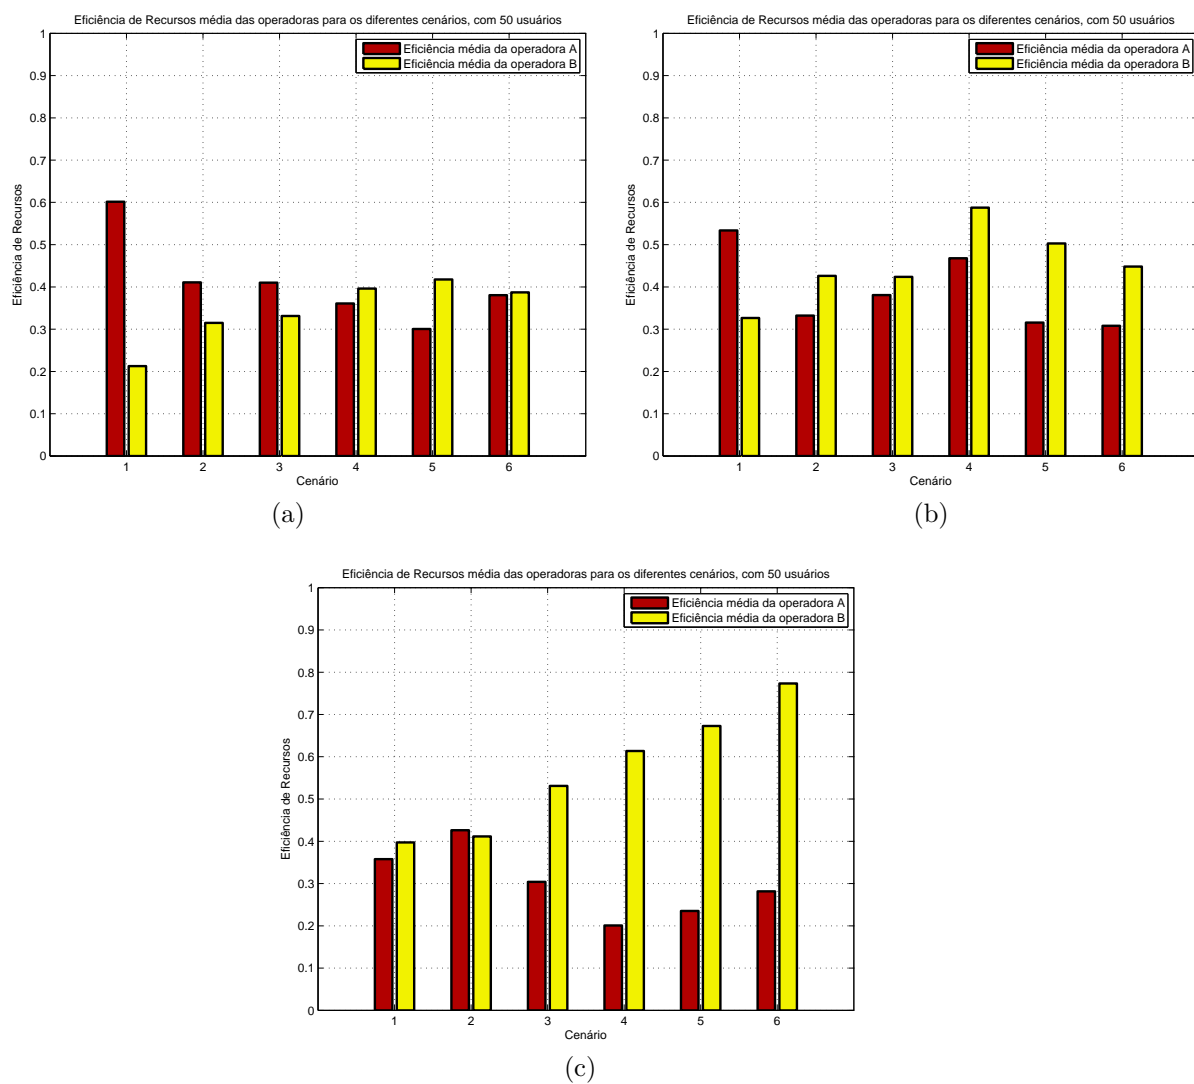 Eficiência de Recursos média das operadoras para os diferentes cenários, com 50 usuários
Eficiência média da operadora A
Eficiência média da operadora B
Eficiência de Recursos
1
0.9
0.8
0.7
0.6
0.5
0.4
0.3
0.2
0.1
0
1 2 3 4 5 6
Cenário
(a)
Eficiência de Recursos média das operadoras para os diferentes cenários, com 50 usuários
Eficiência média da operadora A
Eficiência média da operadora B
Eficiência de Recursos
1
0.9
0.8
0.7
0.6
0.5
0.4
0.3
0.2
0.1
0
1 2 3 4 5 6
Cenário
(b)
Eficiência de Recursos média das operadoras para os diferentes cenários, com 50 usuários
Eficiência média da operadora A
Eficiência média da operadora B
Eficiência de Recursos
1
0.9
0.8
0.7
0.6
0.5
0.4
0.3
0.2
0.1
0
1 2 3 4 5 6
Cenário
(c)